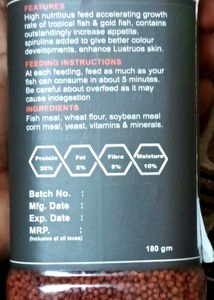 FEATURES
High nutritious feed accelerating growth
rate of tropical fish & gold fish, contains
outstandingly increase appetite.
spirulina added to give better colour
developments, enhance Lustruos skin.
FEEDING INSTRUCTIONS
At each feeding, feed as much as your
fish can consume in about 5 minutes.
Be careful about overfeed as it may
cause indegestion
INGREDIENTS
Fish meal, wheat flour, soybean meal
corn meal, yeast, vitamins & minerals.
Protein Fat Fibre Moisture
30% 5% 5% 10%
Batch No. :
Mfg. Date :
Exp. Date :
MRP. :
(Inclusive of all taxes)
180 gm